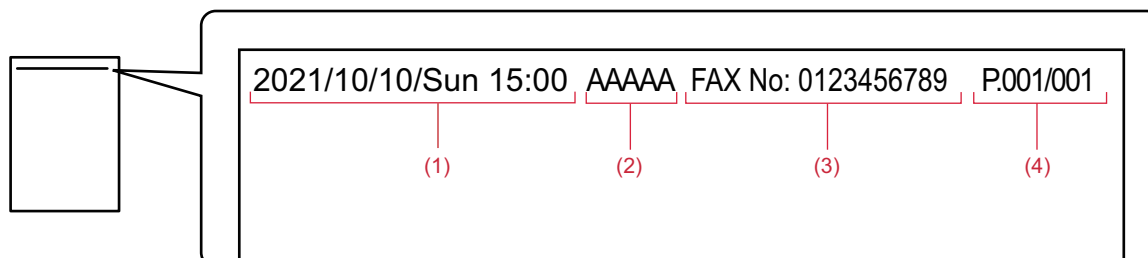 2021/10/10/Sun 15:00 AAAAA FAX No: 0123456789 P.001/001
(1) (2) (3) (4)